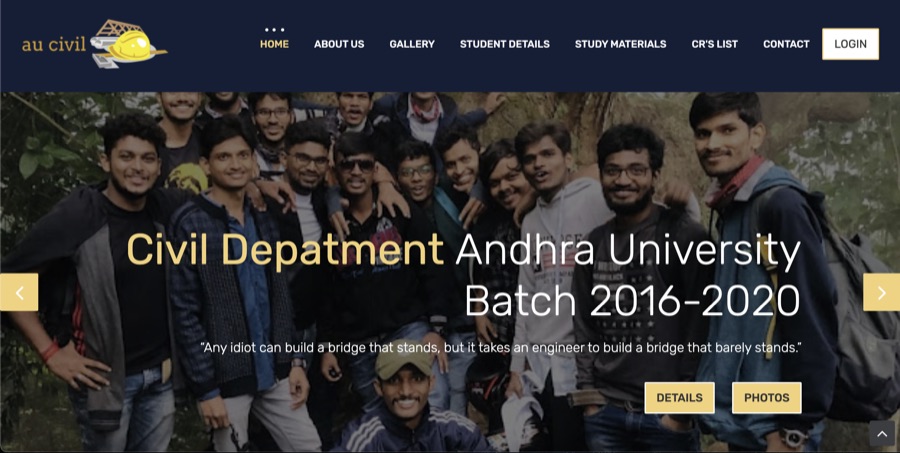 au civil
HOME
ABOUT US
GALLERY
STUDENT DETAILS
STUDY MATERIALS
CR'S LIST
CONTACT
LOGIN
Civil Depatment Andhra University
Batch 2016-2020
“Any idiot can build a bridge that stands, but it takes an engineer to build a bridge that barely stands.”
DETAILS
PHOTOS